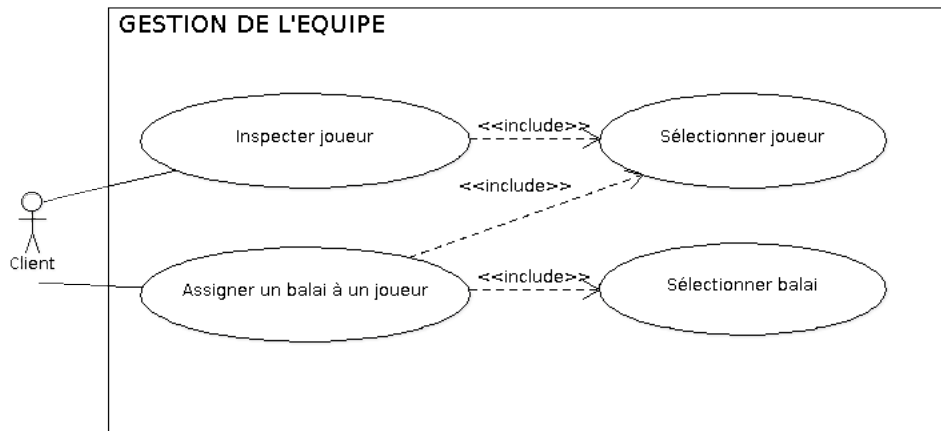 GESTION DE L'EQUIPE
Inspecter joueur
<<include>>
Sélectionner joueur
<<include>>
Client
Assigner un balai à un joueur
<<include>>
Sélectionner balai